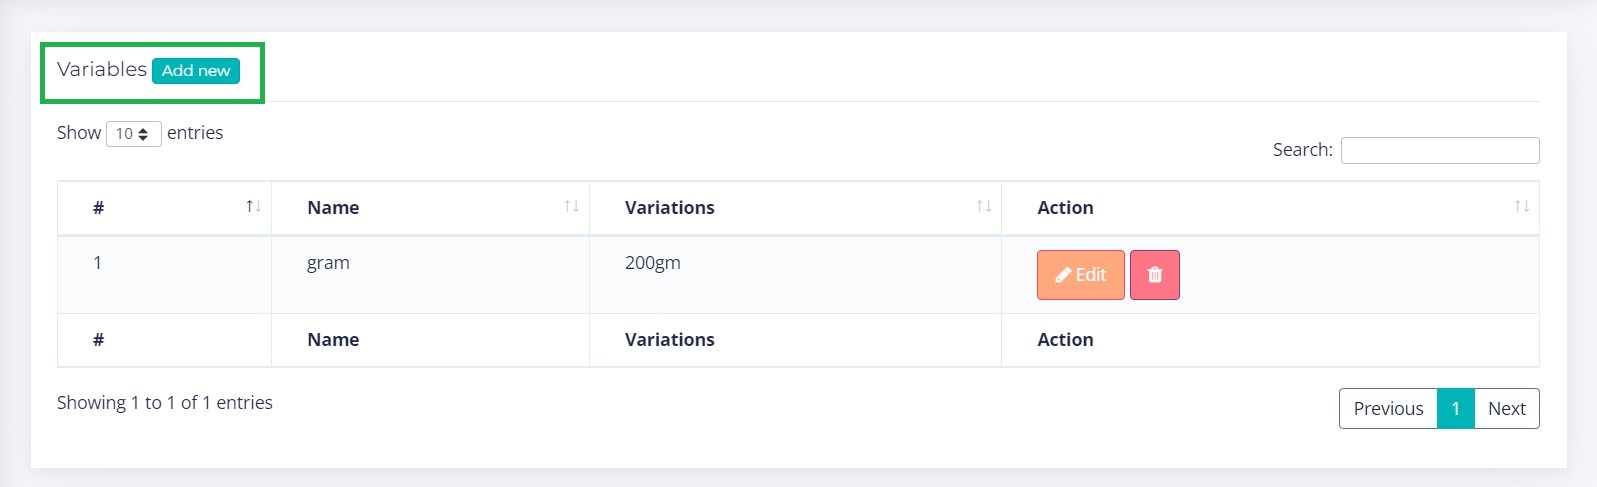 Variables Add new
Show 10 entries
Search:
# Name Variations Action
1 gram 200gm Edit
# Name Variations Action
Showing 1 to 1 of 1 entries
Previous 1 Next